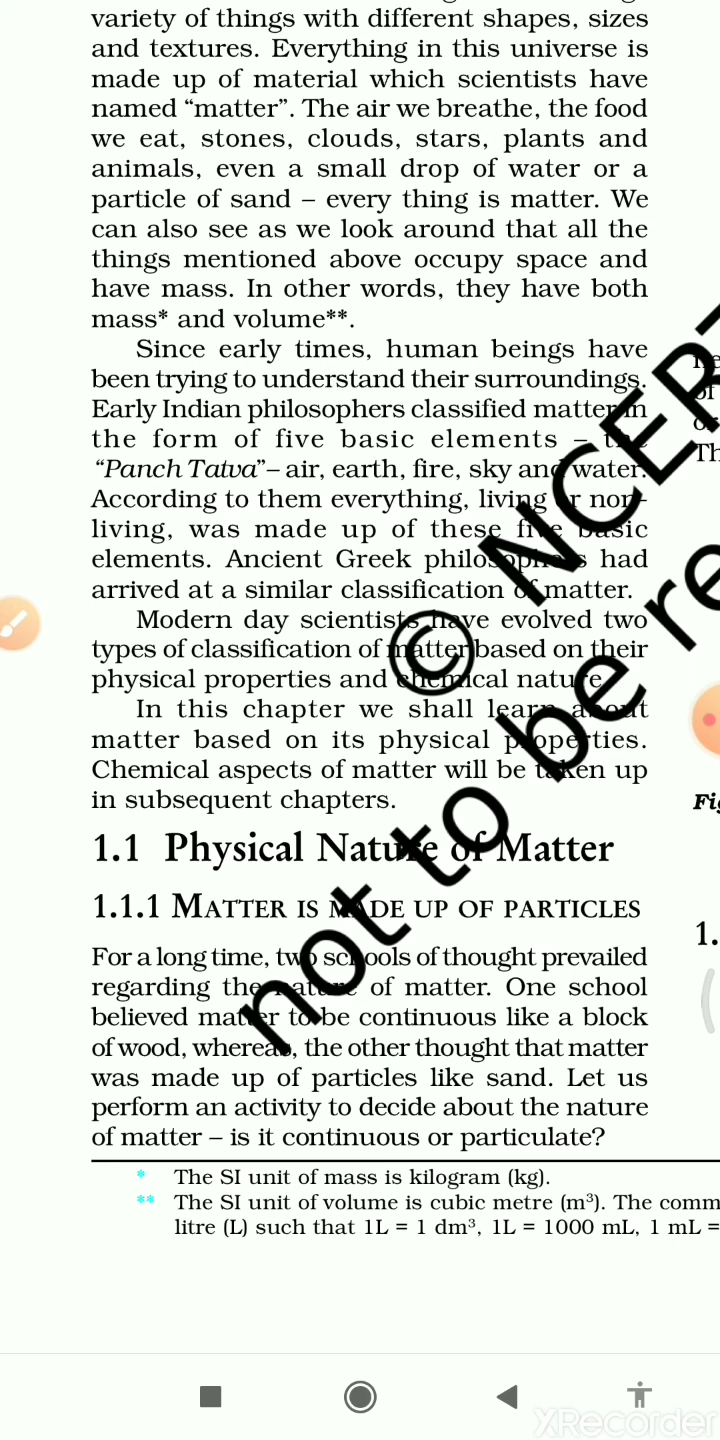 variety of things with different shapes, sizes
and textures. Everything in this universe is
made up of material which scientists have
named “matter”. The air we breathe, the food
we eat, stones, clouds, stars, plants and
animals, even a small drop of water or a
particle of sand – every thing is matter. We
can also see as we look around that all the
things mentioned above occupy space and
have mass. In other words, they have both
mass* and volume**.
Since early times, human beings have
been trying to understand their surroundings.
Early Indian philosophers classified matter in
the form of five basic elements – the
“Panch Tatva”– air, earth, fire, sky and water.
According to them everything, living or non-
living, was made up of these five basic
elements. Ancient Greek philosophers had
arrived at a similar classification of matter.
Modern day scientists have evolved two
types of classification of matter based on their
physical properties and chemical nature.
In this chapter we shall learn about
matter based on its physical properties.
Chemical aspects of matter will be taken up
in subsequent chapters.
1.1 Physical Nature of Matter
1.1.1 MATTER IS MADE UP OF PARTICLES
For a long time, two schools of thought prevailed
regarding the nature of matter. One school
believed matter to be continuous like a block
of wood, whereas, the other thought that matter
was made up of particles like sand. Let us
perform an activity to decide about the nature
of matter – is it continuous or particulate?
* The SI unit of mass is kilogram (kg).
** The SI unit of volume is cubic metre (m³). The comm
litre (L) such that 1L = 1 dm³, 1L = 1000 mL, 1 mL =
of
Th
Fig
1.
© NCERT
not to be re
XRecorder